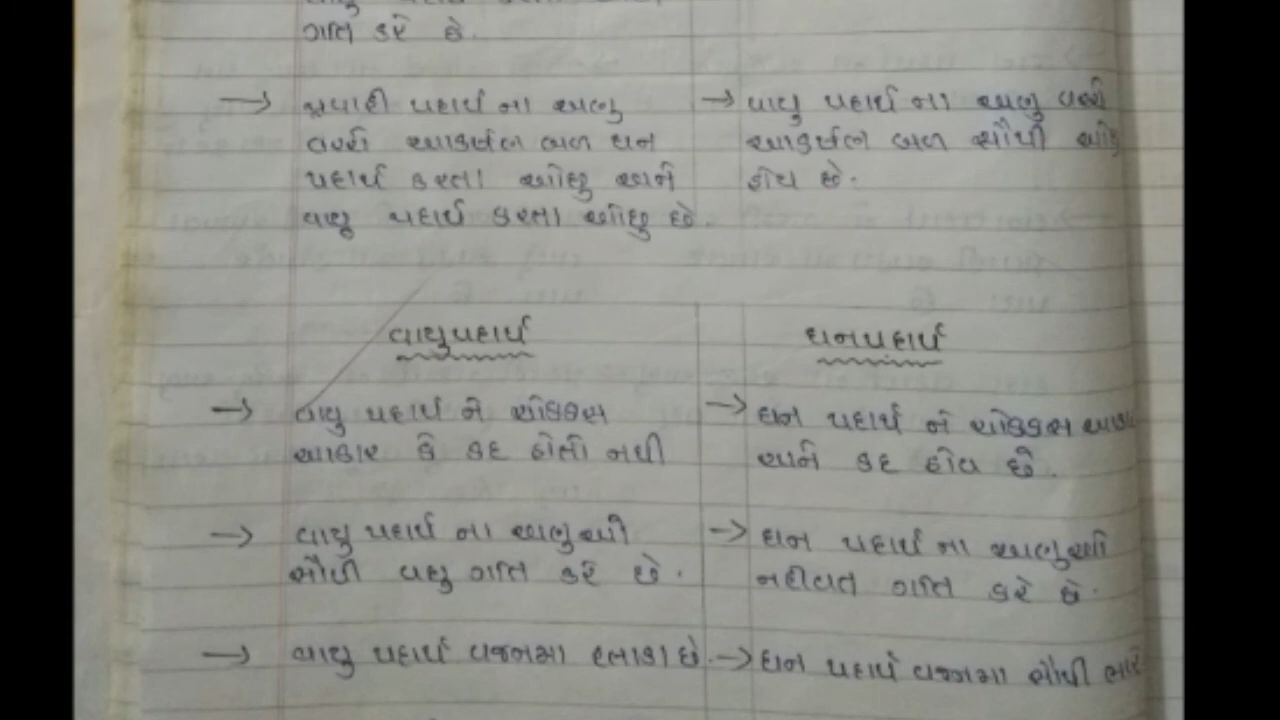 ગતિ કરે છે.
→ પ્રવાહી પદાર્થ ના અણુ
વચ્ચે આકર્ષણ બળ ઘન
પદાર્થ કરતા ઓછુ અને
વાયુ પદાર્થ કરતા ઓછુ છે.
→ વાયુ પદાર્થ ના અણુ વચ્ચે
આકર્ષણ બળ સૌથી
હોય છે.
વાયુપદાર્થ
→ વાયુ પદાર્થ ને ચોક્કસ
આકાર કે કદ હોતો નથી
→ વાયુ પદાર્થ ના અણુઓ
સૌથી વધુ ગતિ કરે છે.
→ વાયુ પદાર્થ વજનમા હલાકા છે.
ઘનપદાર્થ
→ ઘન પદાર્થ ને ચોક્કસ
અને કદ હોય છે.
→ ઘન પદાર્થ ના અણુઓ
નહીવત ગતિ કરે છે.
→ ઘન પદાર્થ વજનમા સૌથી